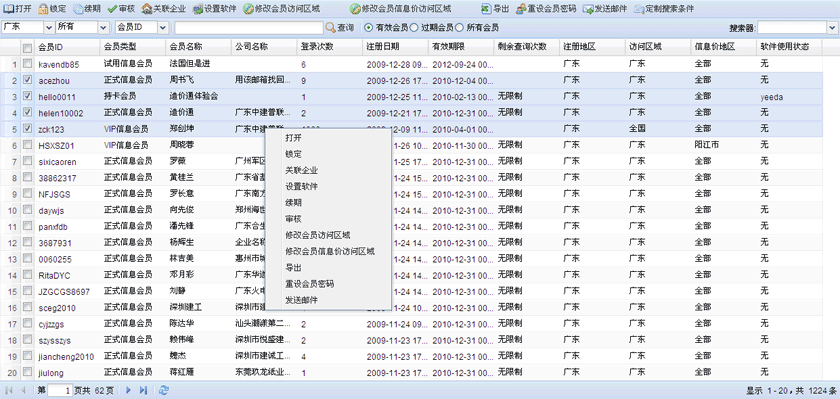 打开 锁定 续期 审核 关联企业 设置软件 修改会员访问区域 修改会员信息价访问区域 导出 重设会员密码 发送邮件 定制搜索条件
广东 所有 会员ID 查询 有效会员 过期会员 所有会员 搜索器:
会员ID 会员类型 会员名称 公司名称 登录次数 注册日期 有效期限 剩余查询次数 注册地区 访问区域 信息价地区 软件使用状态
1 kavendb85 试用信息会员 法国但是进 6 2009-12-28 09... 2012-09-24 00... 广东 广东 全部 无
2 acezhou 正式信息会员 周书飞 用该邮箱找回... 9 2009-12-26 17... 2010-12-04 00... 广东 广东 全部 无
3 hello0011 持卡会员 造价通体验会 1 2009-12-25 11... 2010-02-13 00... 无限制 广东 广东 全部 yeeda
4 helen10002 正式信息会员 造价通 广东中建普联... 2 2009-12-21 17... 2010-12-31 00... 无限制 广东 广东 全部 无
5 zck123 VIP信息会员 郑创坤 广东中建普联... 2009-12-09 11... 2010-04-01 00... 广东 全国 全部 无
6 HSXSZ01 VIP信息会员 周晓蓉 11-26 10... 2010-11-30 00... 无限制 广东 广东 阳江市 无
7 sixicaoren 正式信息会员 罗薇 广州军区 11-25 17... 2010-12-31 00... 无限制 广东 广东 全部 无
8 38862317 正式信息会员 黄桂兰 广东省基 11-24 15... 2010-12-31 00... 无限制 广东 广东 全部 无
9 NFJSGS 正式信息会员 罗长意 广东南方 11-24 15... 2010-12-31 00... 无限制 广东 广东 全部 无
10 daywjs 正式信息会员 向先俊 郑州海世 11-24 14... 2010-12-31 00... 无限制 广东 广东 全部 无
11 panxfdb 正式信息会员 潘先锋 广东合生 11-24 14... 2010-12-31 00... 无限制 广东 广东 全部 无
12 3687931 正式信息会员 杨辉生 企业名称 11-24 14... 2010-12-31 00... 无限制 广东 广东 全部 无
13 0060255 正式信息会员 林吉美 惠州市城 11-24 14... 2010-12-31 00... 无限制 广东 广东 全部 无
14 RitaDYC 正式信息会员 邓月彩 广东华进 11-24 11... 2010-12-31 00... 无限制 广东 广东 全部 无
15 JZGCGS8697 正式信息会员 刘毅 广东火电 11-24 10... 2010-12-31 00... 无限制 广东 广东 全部 无
16 sceg2010 正式信息会员 深圳建工 深圳市建 11-24 10... 2010-12-31 00... 无限制 广东 广东 全部 无
17 cyjzzgs 正式信息会员 陈达华 汕头潮漾第二... 2 2009-11-24 09... 2010-12-31 00... 无限制 广东 广东 全部 无
18 szysszys 正式信息会员 赖伟峰 深圳市悦盛建... 2 2009-11-23 17... 2010-12-31 00... 无限制 广东 广东 全部 无
19 jiancheng2010 正式信息会员 魏杰 深圳市建诚工... 4 2009-11-23 17... 2010-12-31 00... 无限制 广东 广东 全部 无
20 jiulong 正式信息会员 蒋红雁 东莞玖龙纸业... 1 2009-11-23 17... 2010-12-31 00... 无限制 广东 广东 全部 无
打开
锁定
关联企业
设置软件
续期
审核
修改会员访问区域
修改会员信息价访问区域
导出
重设会员密码
发送邮件
第 1 页共 62 页 显示 1 - 20，共 1224 条